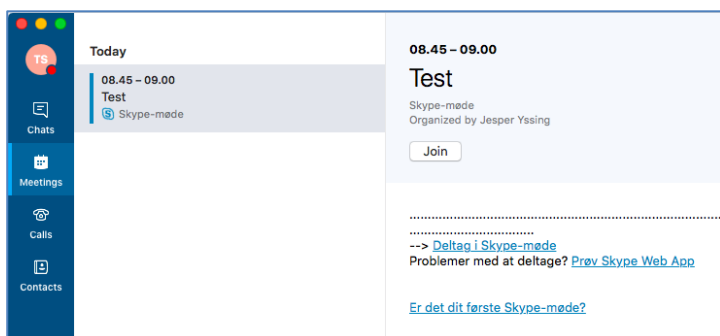 TS
Chats
Meetings
Calls
Contacts
Today
08.45 – 09.00
Test
S Skype-møde
08.45 – 09.00
Test
Skype-møde
Organized by Jesper Yssing
Join
.....................................................................................
..................................
--> Deltag i Skype-møde
Problemer med at deltage? Prøv Skype Web App
Er det dit første Skype-møde?